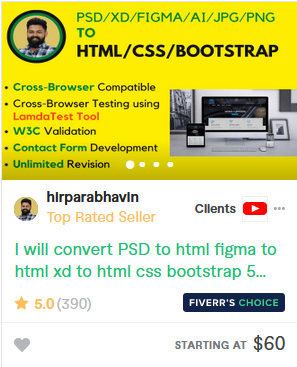 PSD/XD/FIGMA/AI/JPG/PNG
TO
HTML/CSS/BOOTSTRAP
• Cross-Browser Compatible
• Cross-Browser Testing using
LamdaTest Tool
• W3C Validation
• Contact Form Development
• Unlimited Revision
hirparabhavin
Top Rated Seller
Clients
I will convert PSD to html figma to
html xd to html css bootstrap 5...
5.0 (390)
FIVERR'S CHOICE
STARTING AT $60